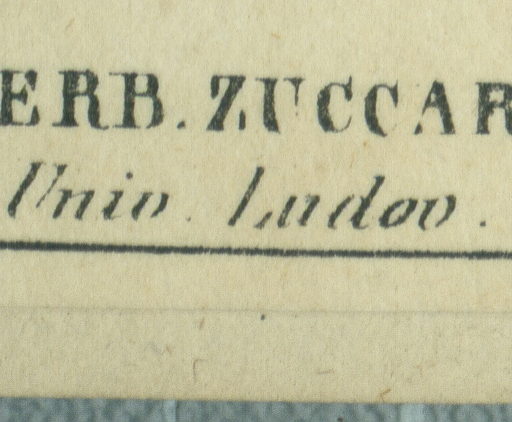 ERB. ZUCCAR
Univ. Ludov.